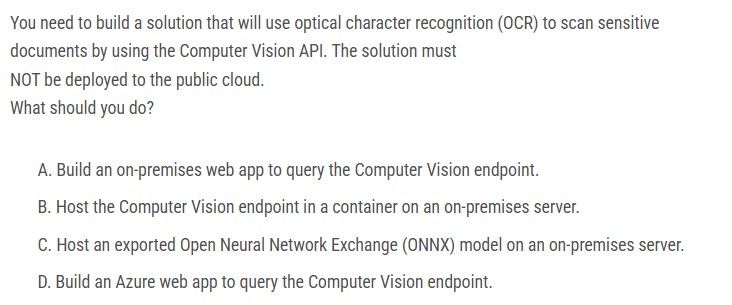 You need to build a solution that will use optical character recognition (OCR) to scan sensitive
documents by using the Computer Vision API. The solution must
NOT be deployed to the public cloud.
What should you do?
A. Build an on-premises web app to query the Computer Vision endpoint.
B. Host the Computer Vision endpoint in a container on an on-premises server.
C. Host an exported Open Neural Network Exchange (ONNX) model on an on-premises server.
D. Build an Azure web app to query the Computer Vision endpoint.